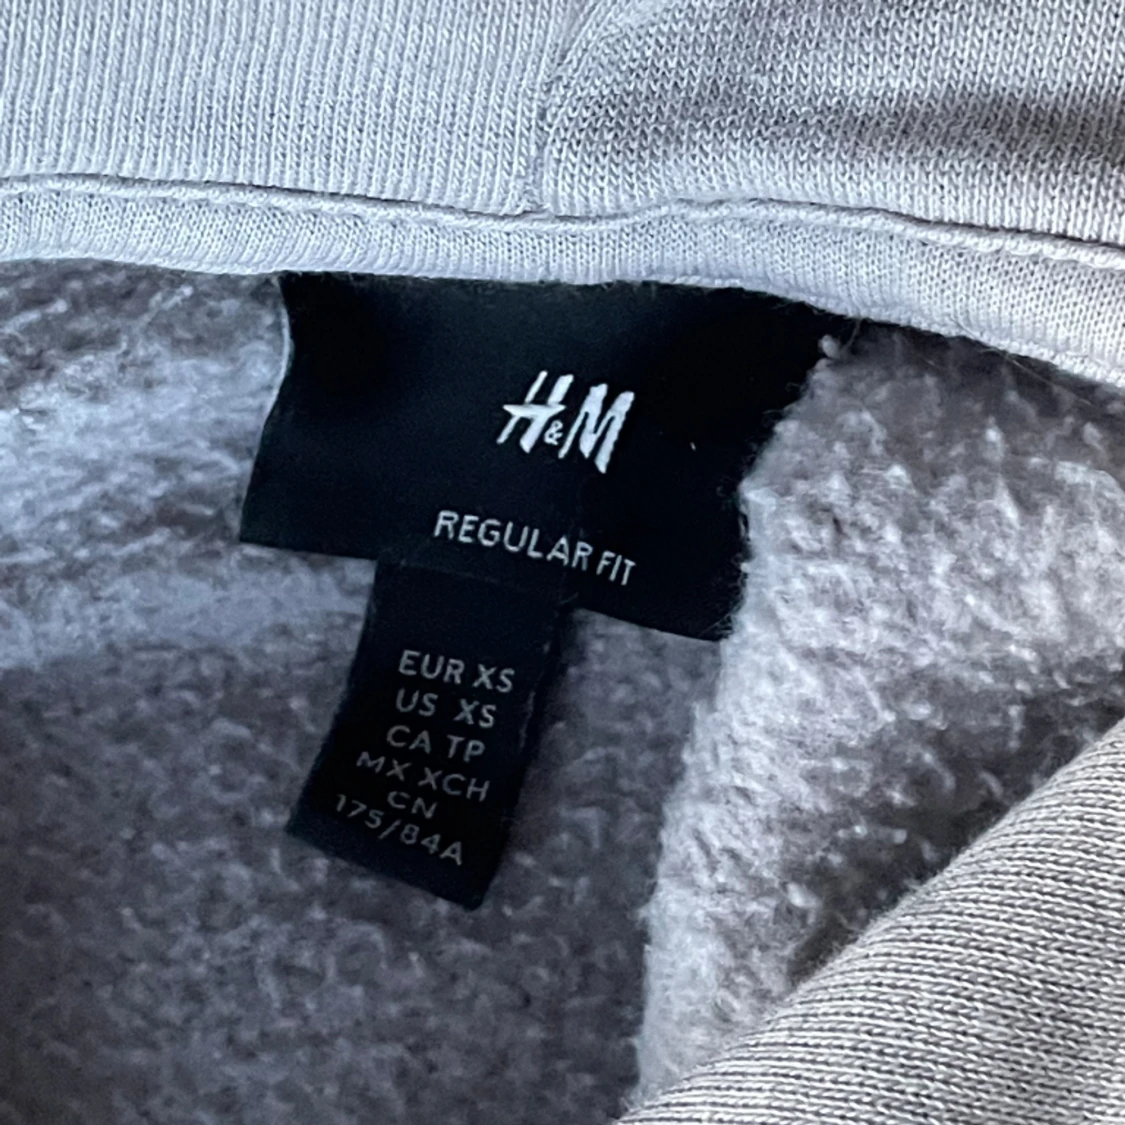 H&M
REGULAR FIT
EUR XS
US XS
CA TP
MX XCH
CN
175/84A